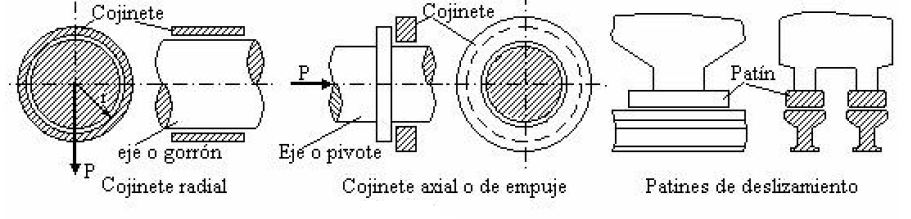 Cojinete
r
P
eje o gorrón
Cojinete radial
Cojinete
P
Eje o pivote
Cojinete axial o de empuje
Patín
Patines de deslizamiento